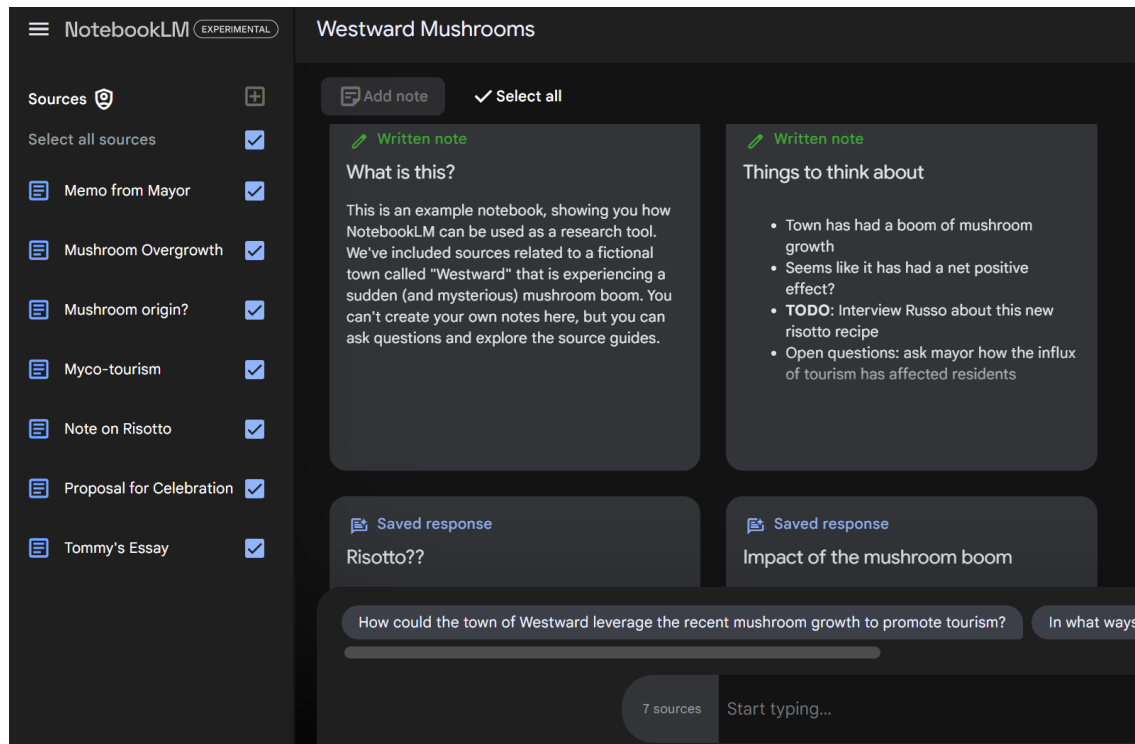 NotebookLM EXPERIMENTAL
Sources
Select all sources
Memo from Mayor
Mushroom Overgrowth
Mushroom origin?
Myco-tourism
Note on Risotto
Proposal for Celebration
Tommy's Essay
Westward Mushrooms
Add note
Select all
Written note
What is this?
This is an example notebook, showing you how
NotebookLM can be used as a research tool.
We've included sources related to a fictional
town called "Westward" that is experiencing a
sudden (and mysterious) mushroom boom. You
can't create your own notes here, but you can
ask questions and explore the source guides.
Written note
Things to think about
• Town has had a boom of mushroom
growth
• Seems like it has had a net positive
effect?
• TODO: Interview Russo about this new
risotto recipe
• Open questions: ask mayor how the influx
of tourism has affected residents
Saved response
Risotto??
Saved response
Impact of the mushroom boom
How could the town of Westward leverage the recent mushroom growth to promote tourism?
In what ways
7 sources
Start typing...